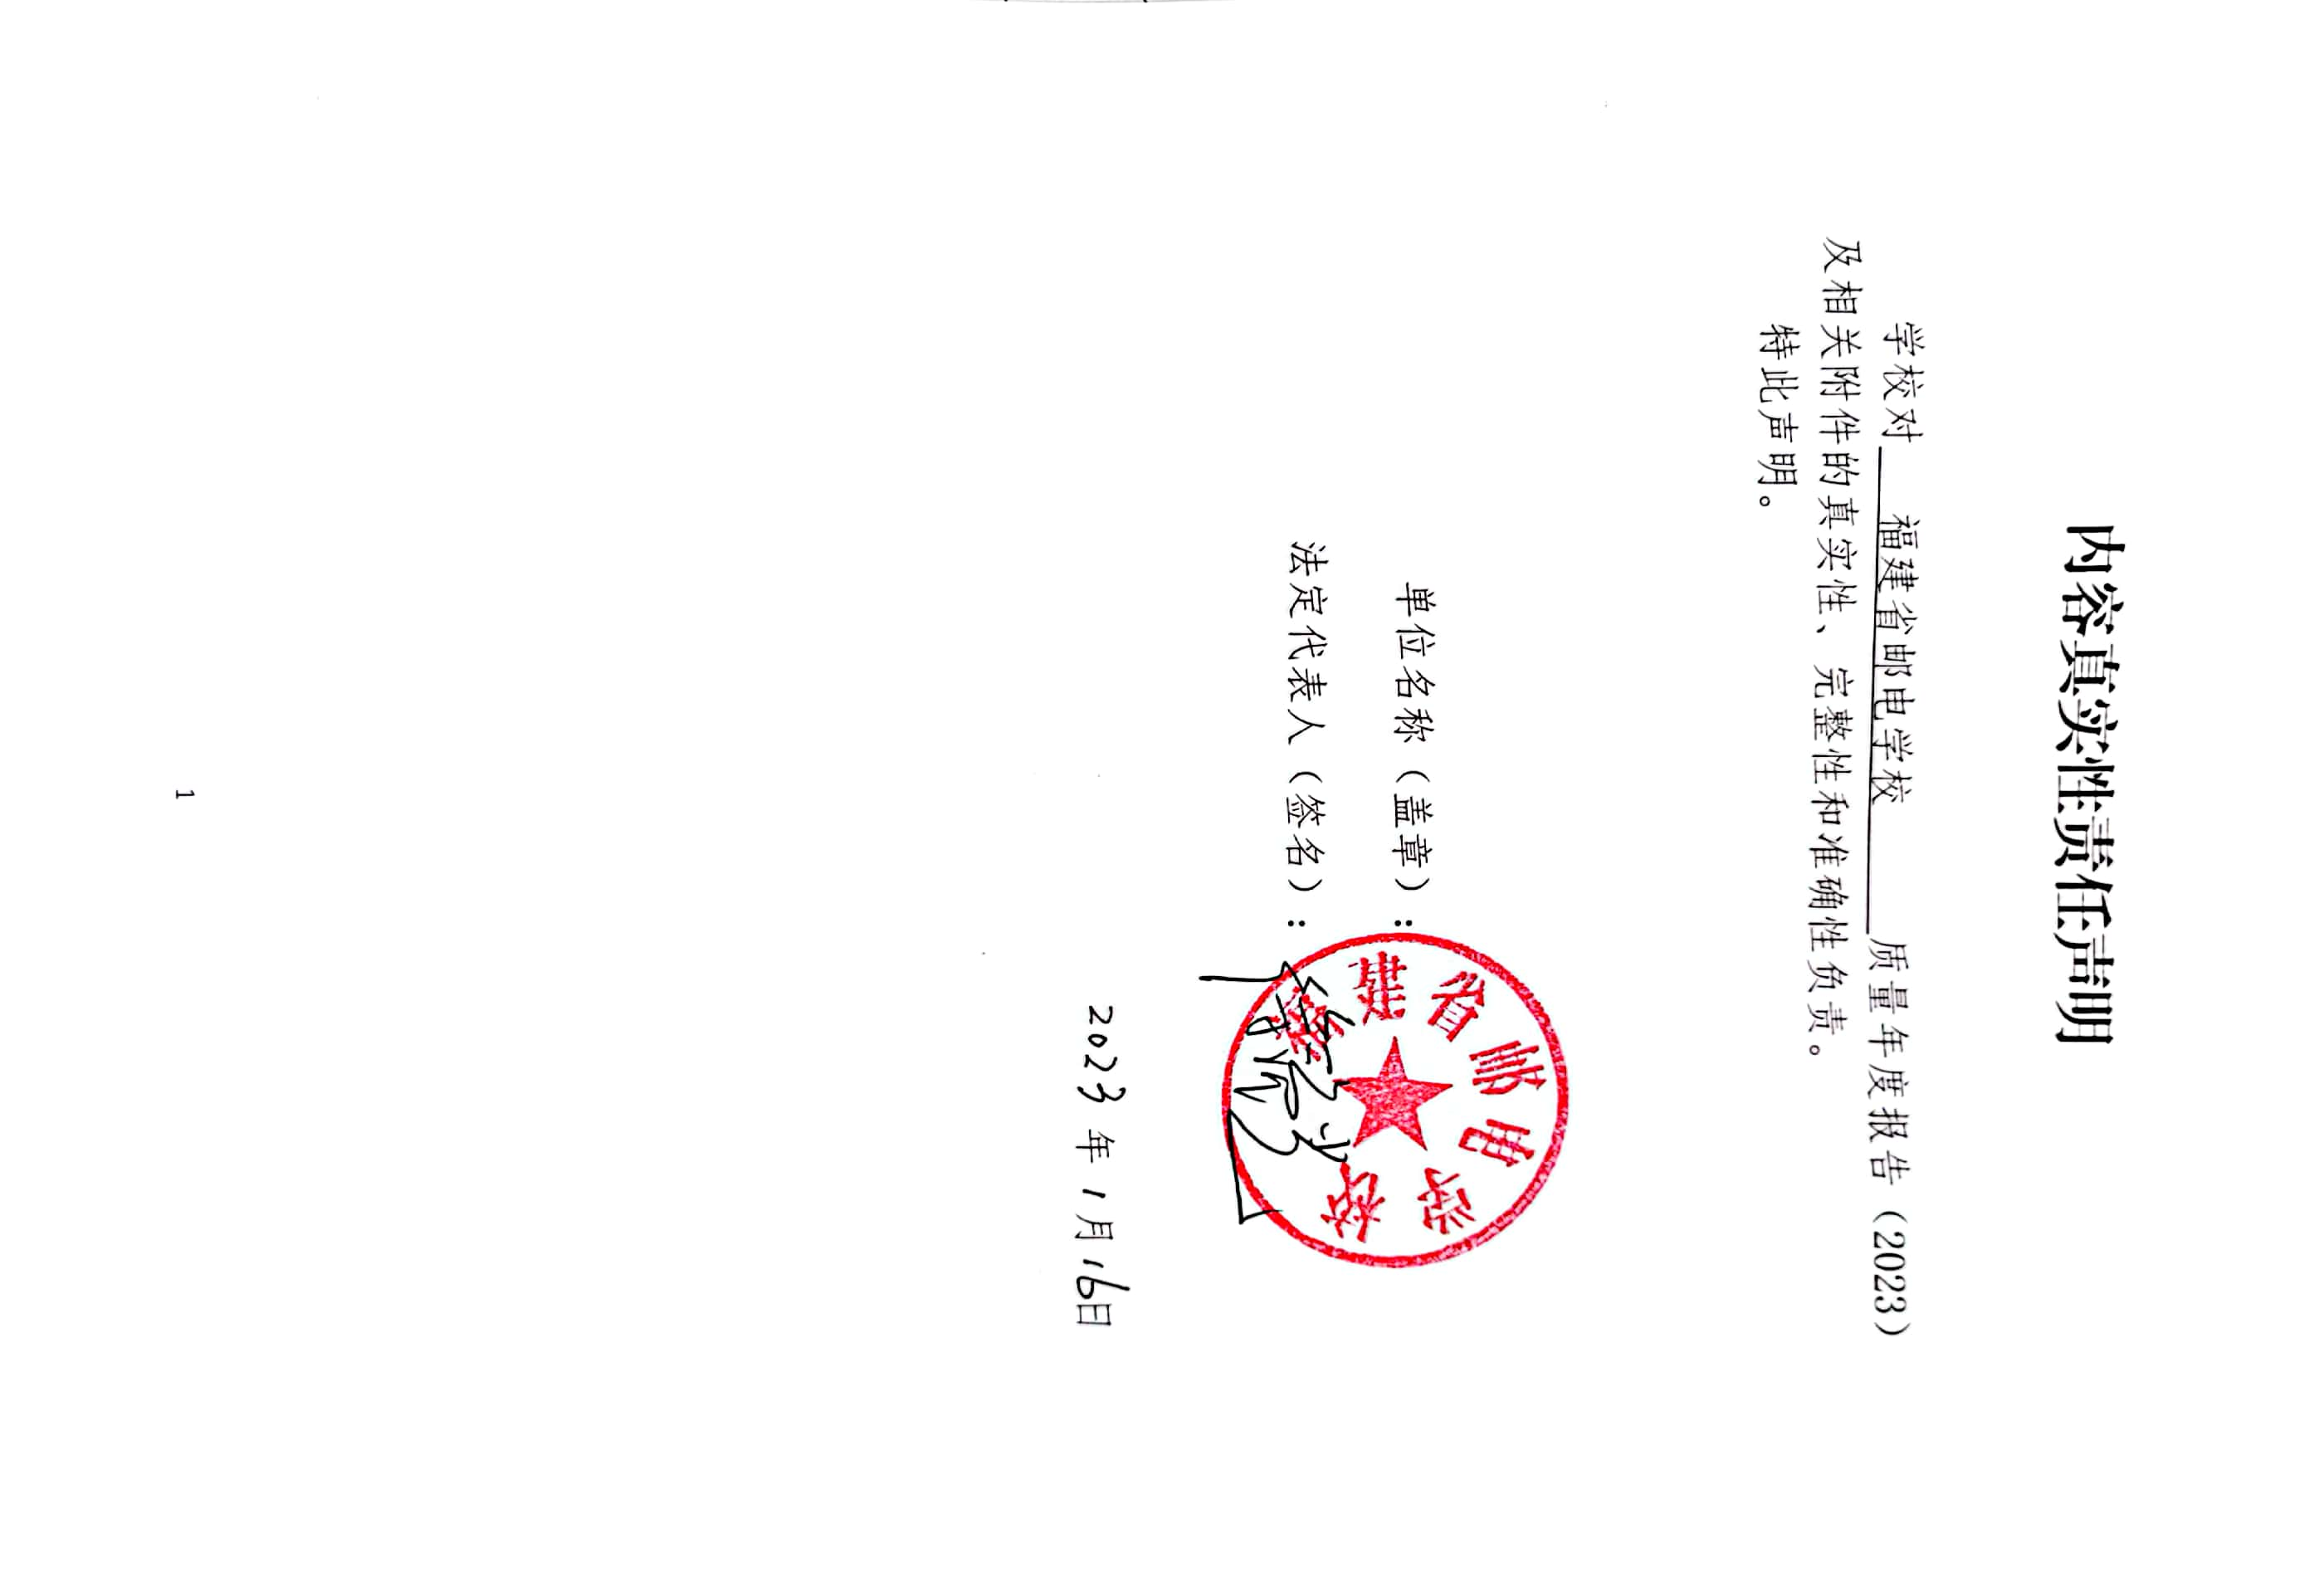 内容真实性责任声明
学校对 福建省邮电学校 质量年度报告（2023）
及相关附件的真实性、完整性和准确性负责。
特此声明。
单位名称（盖章）：
福建省邮电学校
法定代表人（签名）：
2023年1月16日
1